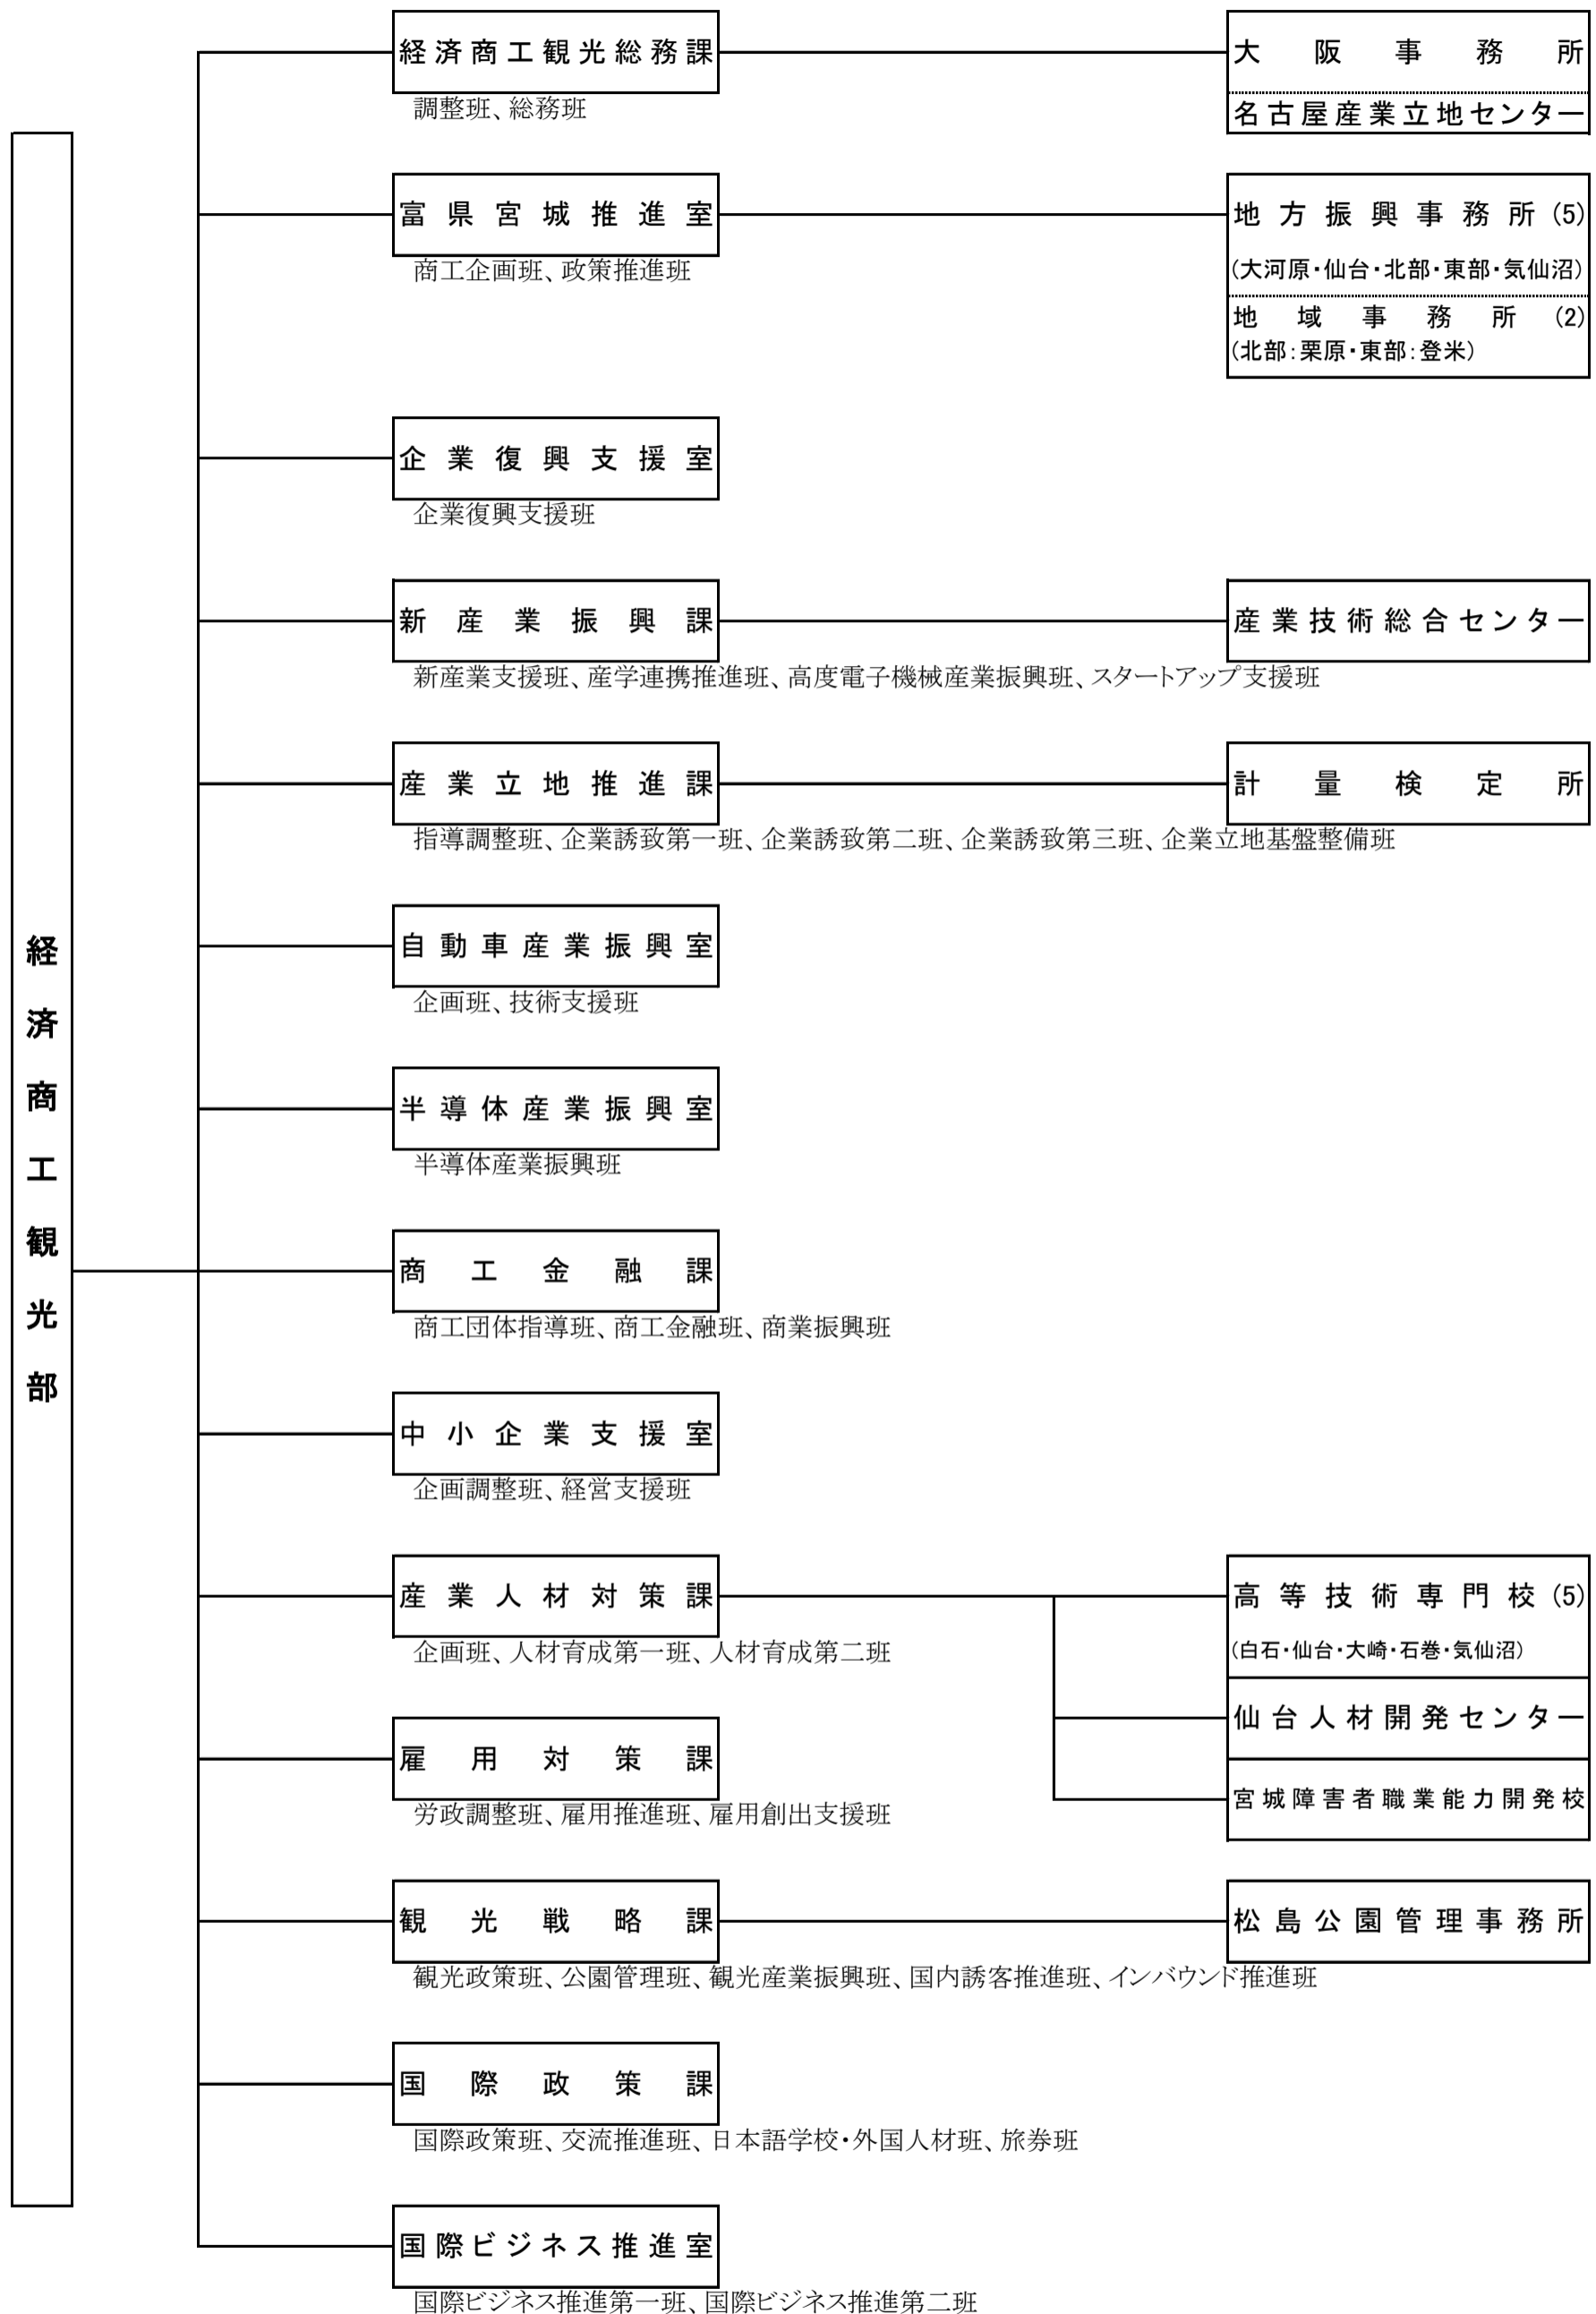 経済商工観光部
経済商工観光総務課
調整班、総務班
大阪事務所
名古屋産業立地センター
富県宮城推進室
商工企画班、政策推進班
地方振興事務所(5)
(大河原・仙台・北部・東部・気仙沼)
地域事務所(2)
(北部:栗原・東部:登米)
企業復興支援室
企業復興支援班
新産業振興課
新産業支援班、産学連携推進班、高度電子機械産業振興班、スタートアップ支援班
産業技術総合センター
産業立地推進課
指導調整班、企業誘致第一班、企業誘致第二班、企業誘致第三班、企業立地基盤整備班
計量検定所
自動車産業振興室
企画班、技術支援班
半導体産業振興室
半導体産業振興班
商工金融課
商工団体指導班、商工金融班、商業振興班
中小企業支援室
企画調整班、経営支援班
産業人材対策課
企画班、人材育成第一班、人材育成第二班
高等技術専門校(5)
(白石・仙台・大崎・石巻・気仙沼)
仙台人材開発センター
宮城障害者職業能力開発校
雇用対策課
労政調整班、雇用推進班、雇用創出支援班
観光戦略課
観光政策班、公園管理班、観光産業振興班、国内誘客推進班、インバウンド推進班
松島公園管理事務所
国際政策課
国際政策班、交流推進班、日本語学校・外国人材班、旅券班
国際ビジネス推進室
国際ビジネス推進第一班、国際ビジネス推進第二班